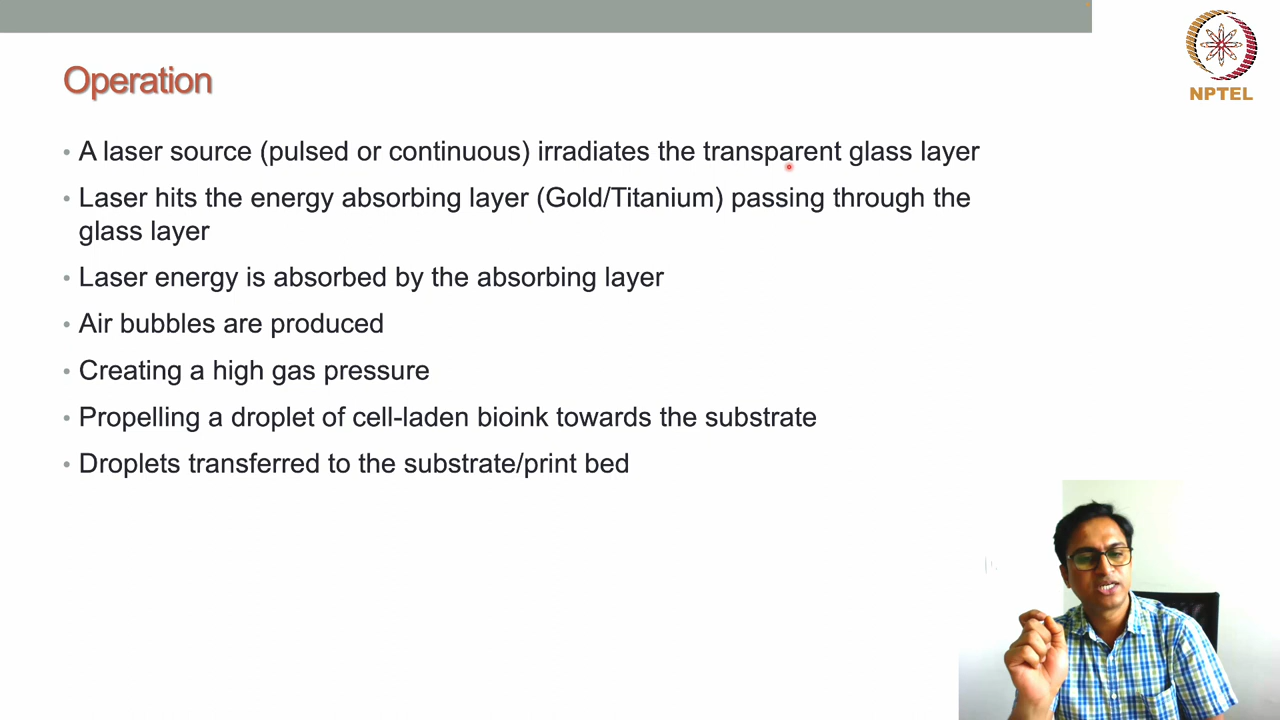 NPTEL
Operation
• A laser source (pulsed or continuous) irradiates the transparent glass layer
• Laser hits the energy absorbing layer (Gold/Titanium) passing through the
glass layer
• Laser energy is absorbed by the absorbing layer
• Air bubbles are produced
• Creating a high gas pressure
• Propelling a droplet of cell-laden bioink towards the substrate
• Droplets transferred to the substrate/print bed